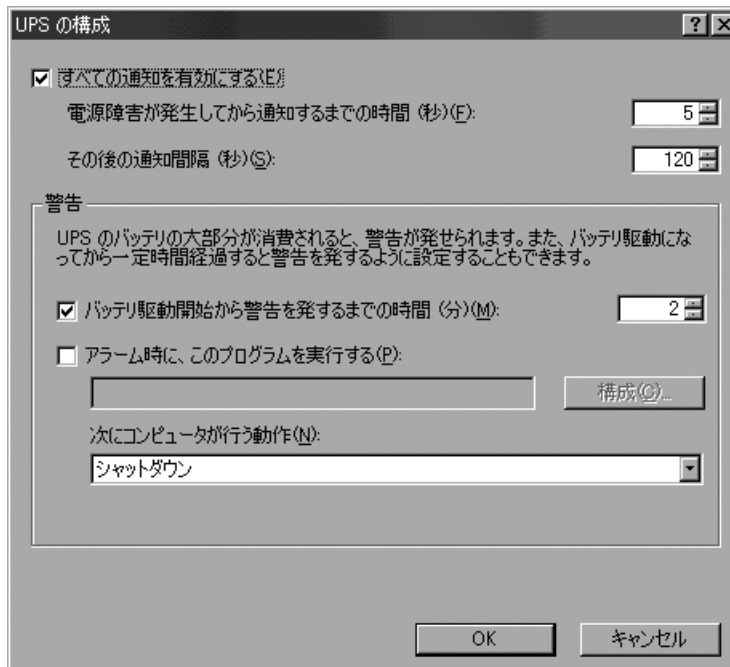 UPS の構成
すべての通知を有効にする(E)
電源障害が発生してから通知するまでの時間 (秒)(F):
5
その後の通知間隔 (秒)(S):
120
警告
UPS のバッテリの大部分が消費されると、警告が発せられます。また、バッテリ駆動にな
ってから一定時間経過すると警告を発するように設定することもできます。
バッテリ駆動開始から警告を発するまでの時間 (分)(M):
2
アラーム時に、このプログラムを実行する(P):
構成(C)...
次にコンピュータが行う動作(N):
シャットダウン
OK
キャンセル